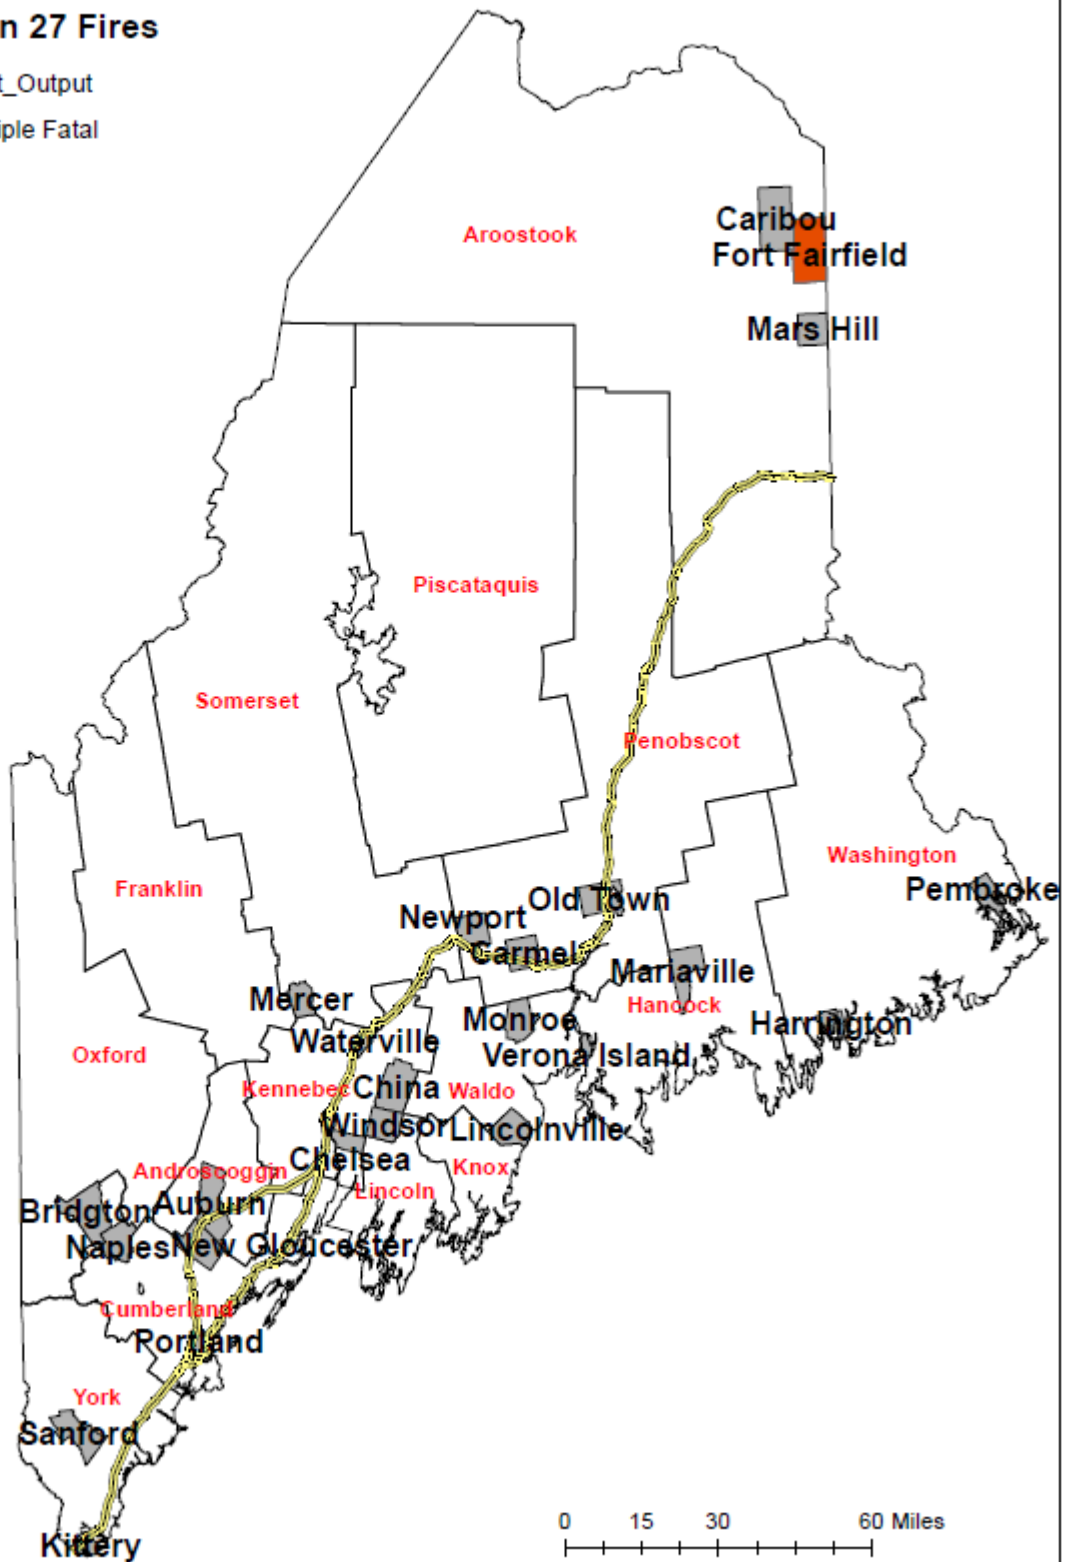 n 27 Fires
t_Output
iple Fatal
Aroostook
Caribou
Fort Fairfield
Mars Hill
Piscataquis
Somerset
Penobscot
Washington
Franklin
Pembroke
Old Town
Newport
Carmel
Mariaville
Mercer
Hancock
Monroe
Harrington
Waterville
Oxford
Verona Island
Kennebec
China
Waldo
Windsor
Lincolnville
Chelsea
Knox
Androscoggin
Lincoln
Auburn
Bridgton
Naples
New Gloucester
Cumberland
Portland
York
Sanford
0 15 30 60 Miles
Kittery